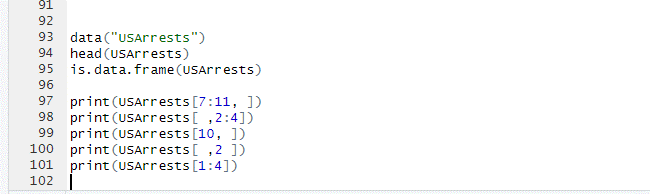 91
92
93 data("USArrests")
94 head(USArrests)
95 is.data.frame(USArrests)
96
97 print(USArrests[7:11, ])
98 print(USArrests[ ,2:4])
99 print(USArrests[10, ])
100 print(USArrests[ ,2 ])
101 print(USArrests[1:4])
102